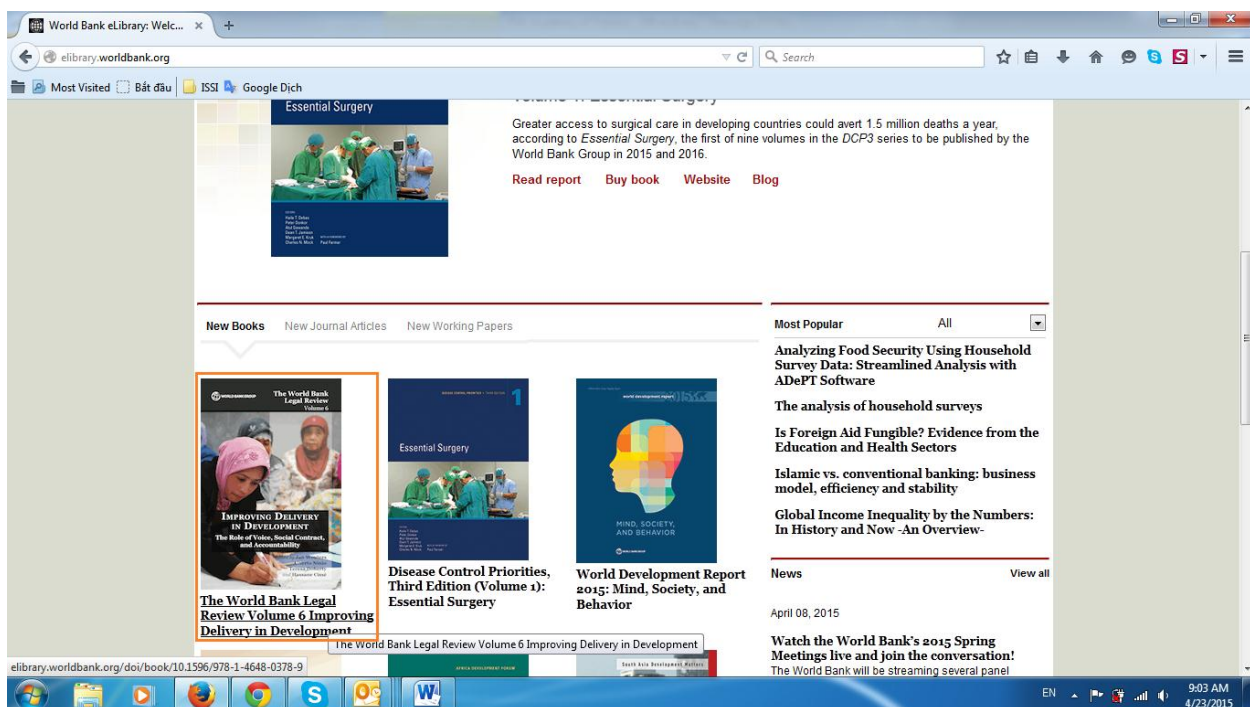 World Bank eLibrary: Welc...
elibrary.worldbank.org
Search
Most Visited
Bắt đầu
ISSI
Google Dịch
Essential Surgery
Volume 1: Essential Surgery
Greater access to surgical care in developing countries could avert 1.5 million deaths a year,
according to Essential Surgery, the first of nine volumes in the DCP3 series to be published by the
World Bank Group in 2015 and 2016.
Read report Buy book Website Blog
New Books New Journal Articles New Working Papers
The World Bank
Legal Review
Volume 6
IMPROVING DELIVERY
IN DEVELOPMENT
The Role of Voice, Social Contract,
and Accountability
The World Bank Legal
Review Volume 6 Improving
Delivery in Development
1
Essential Surgery
Disease Control Priorities,
Third Edition (Volume 1):
Essential Surgery
MIND, SOCIETY,
AND BEHAVIOR
World Development Report
2015: Mind, Society, and
Behavior
The World Bank Legal Review Volume 6 Improving Delivery in Development
Most Popular All
Analyzing Food Security Using Household
Survey Data: Streamlined Analysis with
ADePT Software
The analysis of household surveys
Is Foreign Aid Fungible? Evidence from the
Education and Health Sectors
Islamic vs. conventional banking: business
model, efficiency and stability
Global Income Inequality by the Numbers:
In History and Now -An Overview-
News View all
April 08, 2015
Watch the World Bank's 2015 Spring
Meetings live and join the conversation!
The World Bank will be streaming several panel
elibrary.worldbank.org/doi/book/10.1596/978-1-4648-0378-9
EN
9:03 AM
4/23/2015